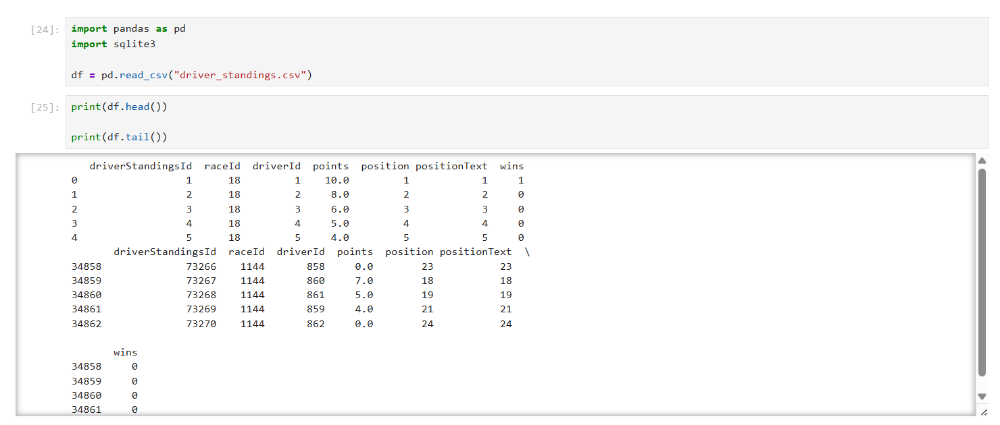 [24]: import pandas as pd
import sqlite3
df = pd.read_csv("driver_standings.csv")
[25]: print(df.head())
print(df.tail())
driverStandingsId raceId driverId points position positionText wins
0 1 18 1 10.0 1 1 1
1 2 18 2 8.0 2 2 0
2 3 18 3 6.0 3 3 0
3 4 18 4 5.0 4 4 0
4 5 18 5 4.0 5 5 0
driverStandingsId raceId driverId points position positionText \
34858 73266 1144 858 0.0 23 23
34859 73267 1144 860 7.0 18 18
34860 73268 1144 861 5.0 19 19
34861 73269 1144 859 4.0 21 21
34862 73270 1144 862 0.0 24 24
wins
34858 0
34859 0
34860 0
34861 0